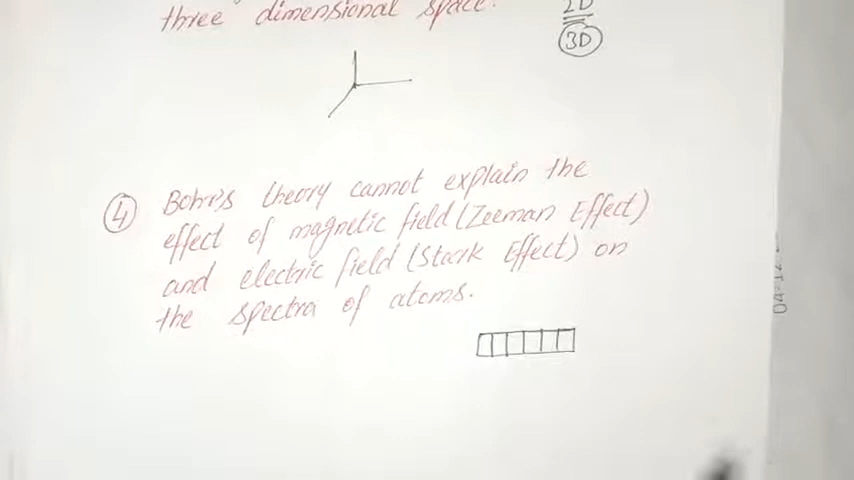 three dimensional space.
2D
3D
4 Bohr's theory cannot explain the
effect of magnetic field (Zeeman Effect)
and electric field (Stark Effect) on
the spectra of atoms.